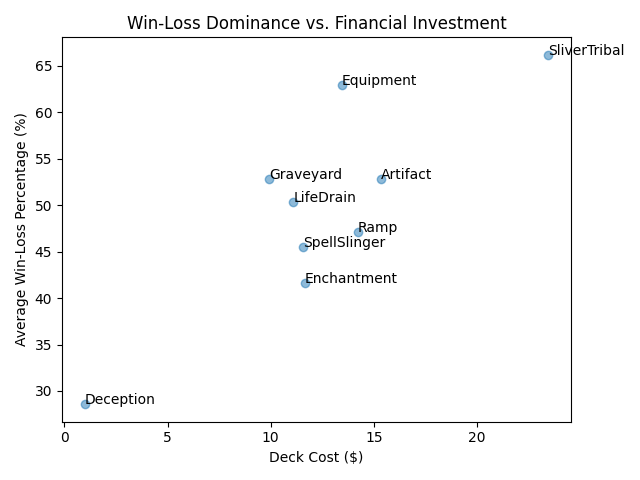 Win-Loss Dominance vs. Financial Investment
SliverTribal
Equipment
Graveyard
Artifact
LifeDrain
Ramp
SpellSlinger
Enchantment
Deception
65
60
55
50
45
40
35
30
Average Win-Loss Percentage (%)
0 5 10 15 20
Deck Cost ($)